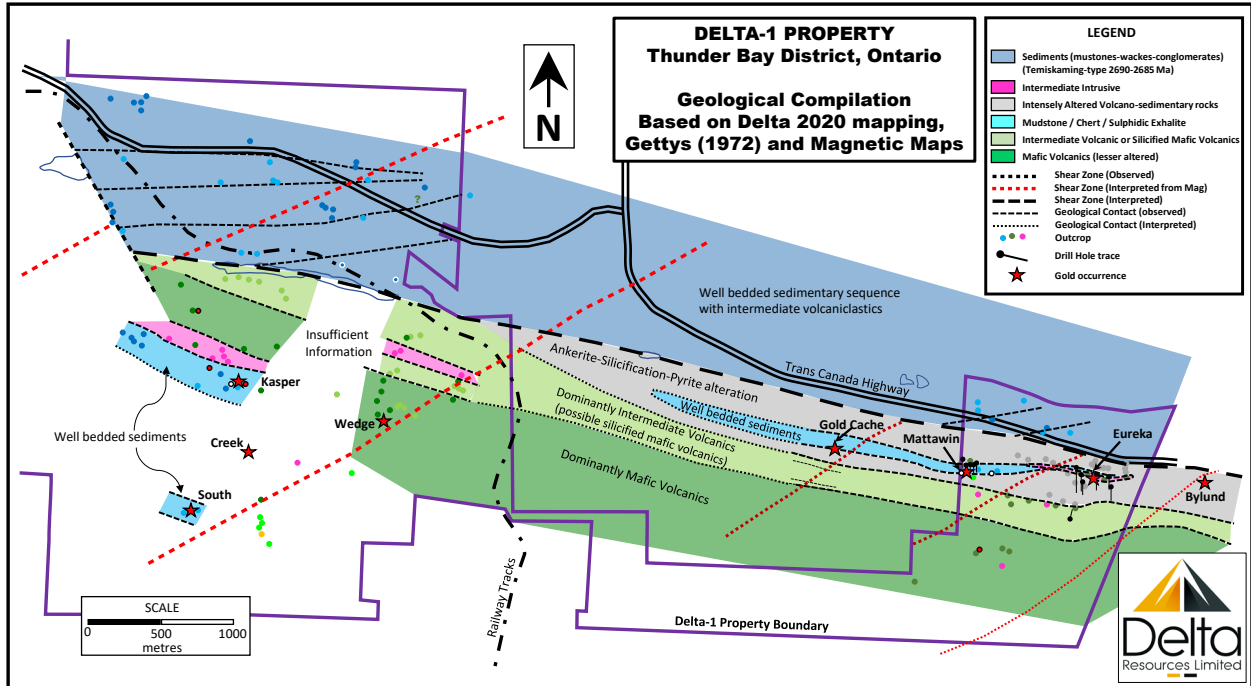 DELTA-1 PROPERTY
Thunder Bay District, Ontario
Geological Compilation
Based on Delta 2020 mapping,
Gettys (1972) and Magnetic Maps
N
LEGEND
Sediments (mustones-wackes-conglomerates)
(Temiskaming-type 2690-2685 Ma)
Intermediate Intrusive
Intensely Altered Volcano-sedimentary rocks
Mudstone / Chert / Sulphidic Exhalite
Intermediate Volcanic or Silicified Mafic Volcanics
Mafic Volcanics (lesser altered)
Shear Zone (Observed)
Shear Zone (Interpreted from Mag)
Shear Zone (Interpreted)
Geological Contact (observed)
Geological Contact (Interpreted)
Outcrop
Drill Hole trace
Gold occurrence
?
Well bedded sedimentary sequence
with intermediate volcaniclastics
Insufficient
Information
Ankerite-Silicification-Pyrite alteration
Trans Canada Highway
Kasper
Well bedded sediments
Dominantly Intermediate Volcanics
(possible silicified mafic volcanics)
Wedge
Gold Cache
Mattawin
Eureka
Well bedded sediments
Creek
Dominantly Mafic Volcanics
South
Bylund
SCALE
0 500 1000
metres
Railway Tracks
Delta-1 Property Boundary
Delta
Resources Limited